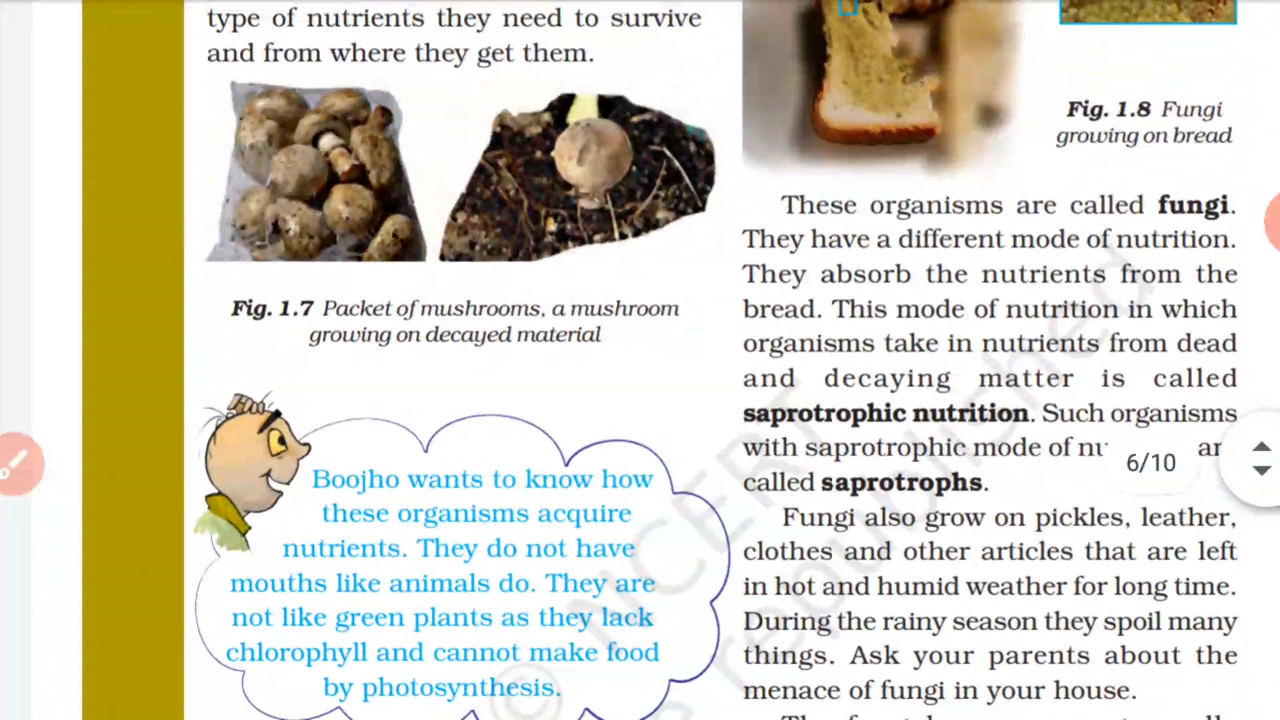 type of nutrients they need to survive
and from where they get them.
Fig. 1.7 Packet of mushrooms, a mushroom
growing on decayed material
Boojho wants to know how
these organisms acquire
nutrients. They do not have
mouths like animals do. They are
not like green plants as they lack
chlorophyll and cannot make food
by photosynthesis.
Fig. 1.8 Fungi
growing on bread
These organisms are called fungi.
They have a different mode of nutrition.
They absorb the nutrients from the
bread. This mode of nutrition in which
organisms take in nutrients from dead
and decaying matter is called
saprotrophic nutrition. Such organisms
with saprotrophic mode of
called saprotrophs.
Fungi also grow on pickles, leather,
clothes and other articles that are left
in hot and humid weather for long time.
During the rainy season they spoil many
things. Ask your parents about the
menace of fungi in your house.
6/10
© NCERT
republished